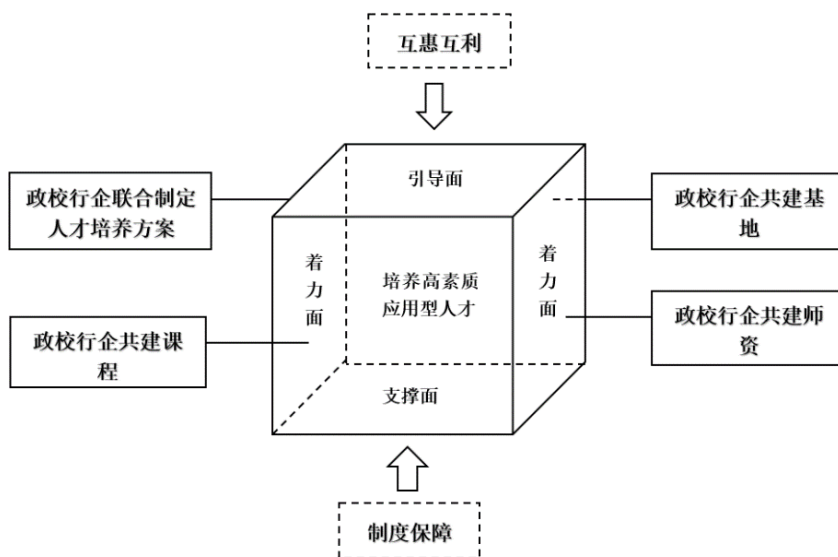 互惠互利
引导面
政校行企联合制定
人才培养方案
政校行企共建基
地
着
力
面
培养高素质
应用型人才
着
力
面
政校行企共建课
程
政校行企共建师
资
支撑面
制度保障